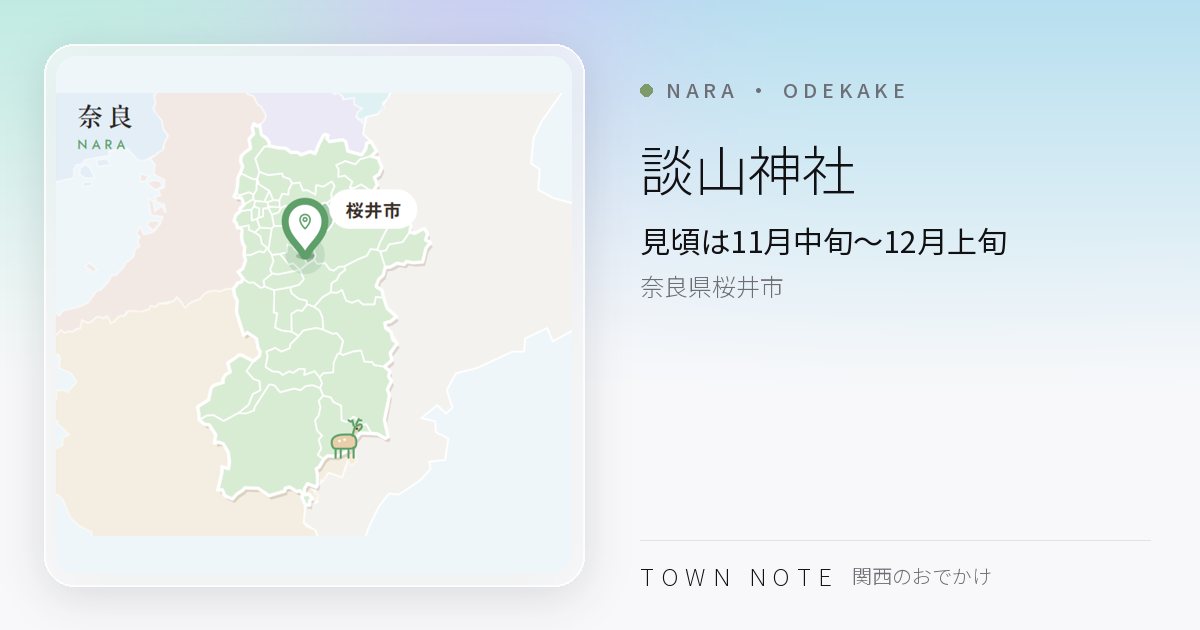 奈良
NARA
桜井市
NARA • ODEKAKE
談山神社
見頃は11月中旬〜12月上旬
奈良県桜井市
TOWN NOTE 関西のおでかけ